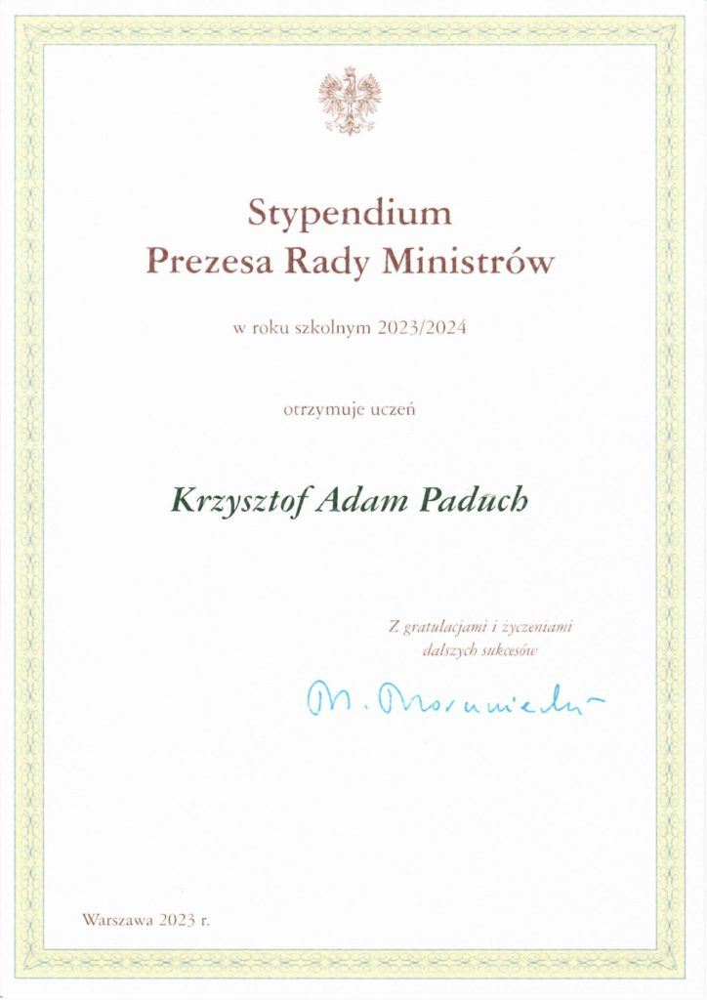 Stypendium
Prezesa Rady Ministrów
w roku szkolnym 2023/2024
otrzymuje uczeń
Krzysztof Adam Paduch
Z gratulacjami i życzeniami
dalszych sukcesów
M. Morawiecki
Warszawa 2023 r.